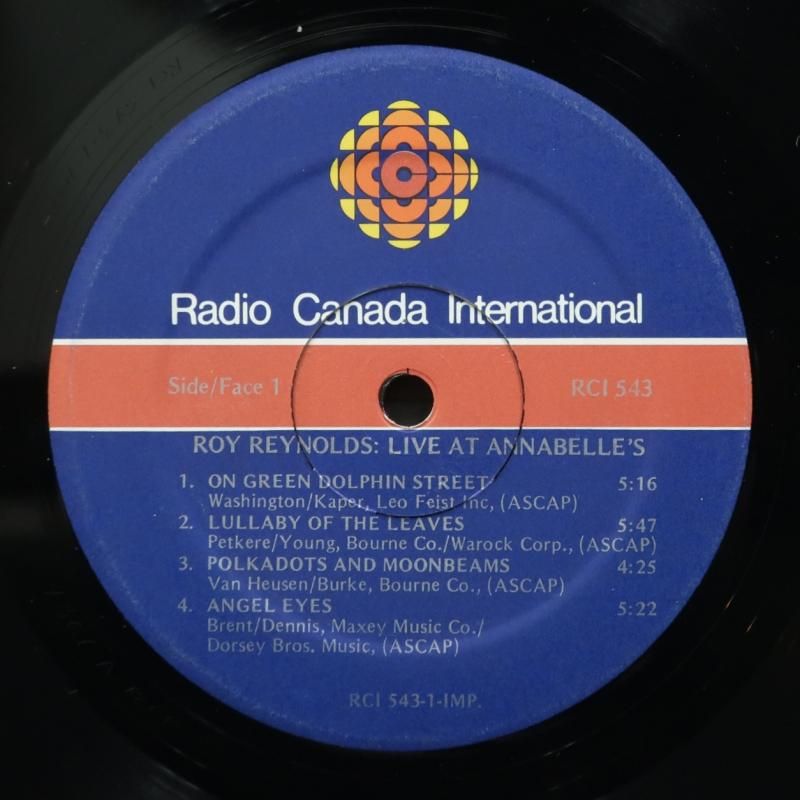 Radio Canada International
Side/Face 1 RCI 543
ROY REYNOLDS: LIVE AT ANNABELLE'S
1. ON GREEN DOLPHIN STREET 5:16
Washington/Kaper, Leo Feist Inc, (ASCAP)
2. LULLABY OF THE LEAVES 5:47
Petkere/Young, Bourne Co./Warock Corp., (ASCAP)
3. POLKADOTS AND MOONBEAMS 4:25
Van Heusen/Burke, Bourne Co., (ASCAP)
4. ANGEL EYES 5:22
Brent/Dennis, Maxey Music Co./
Dorsey Bros. Music, (ASCAP)
RCI 543-1-IMP.